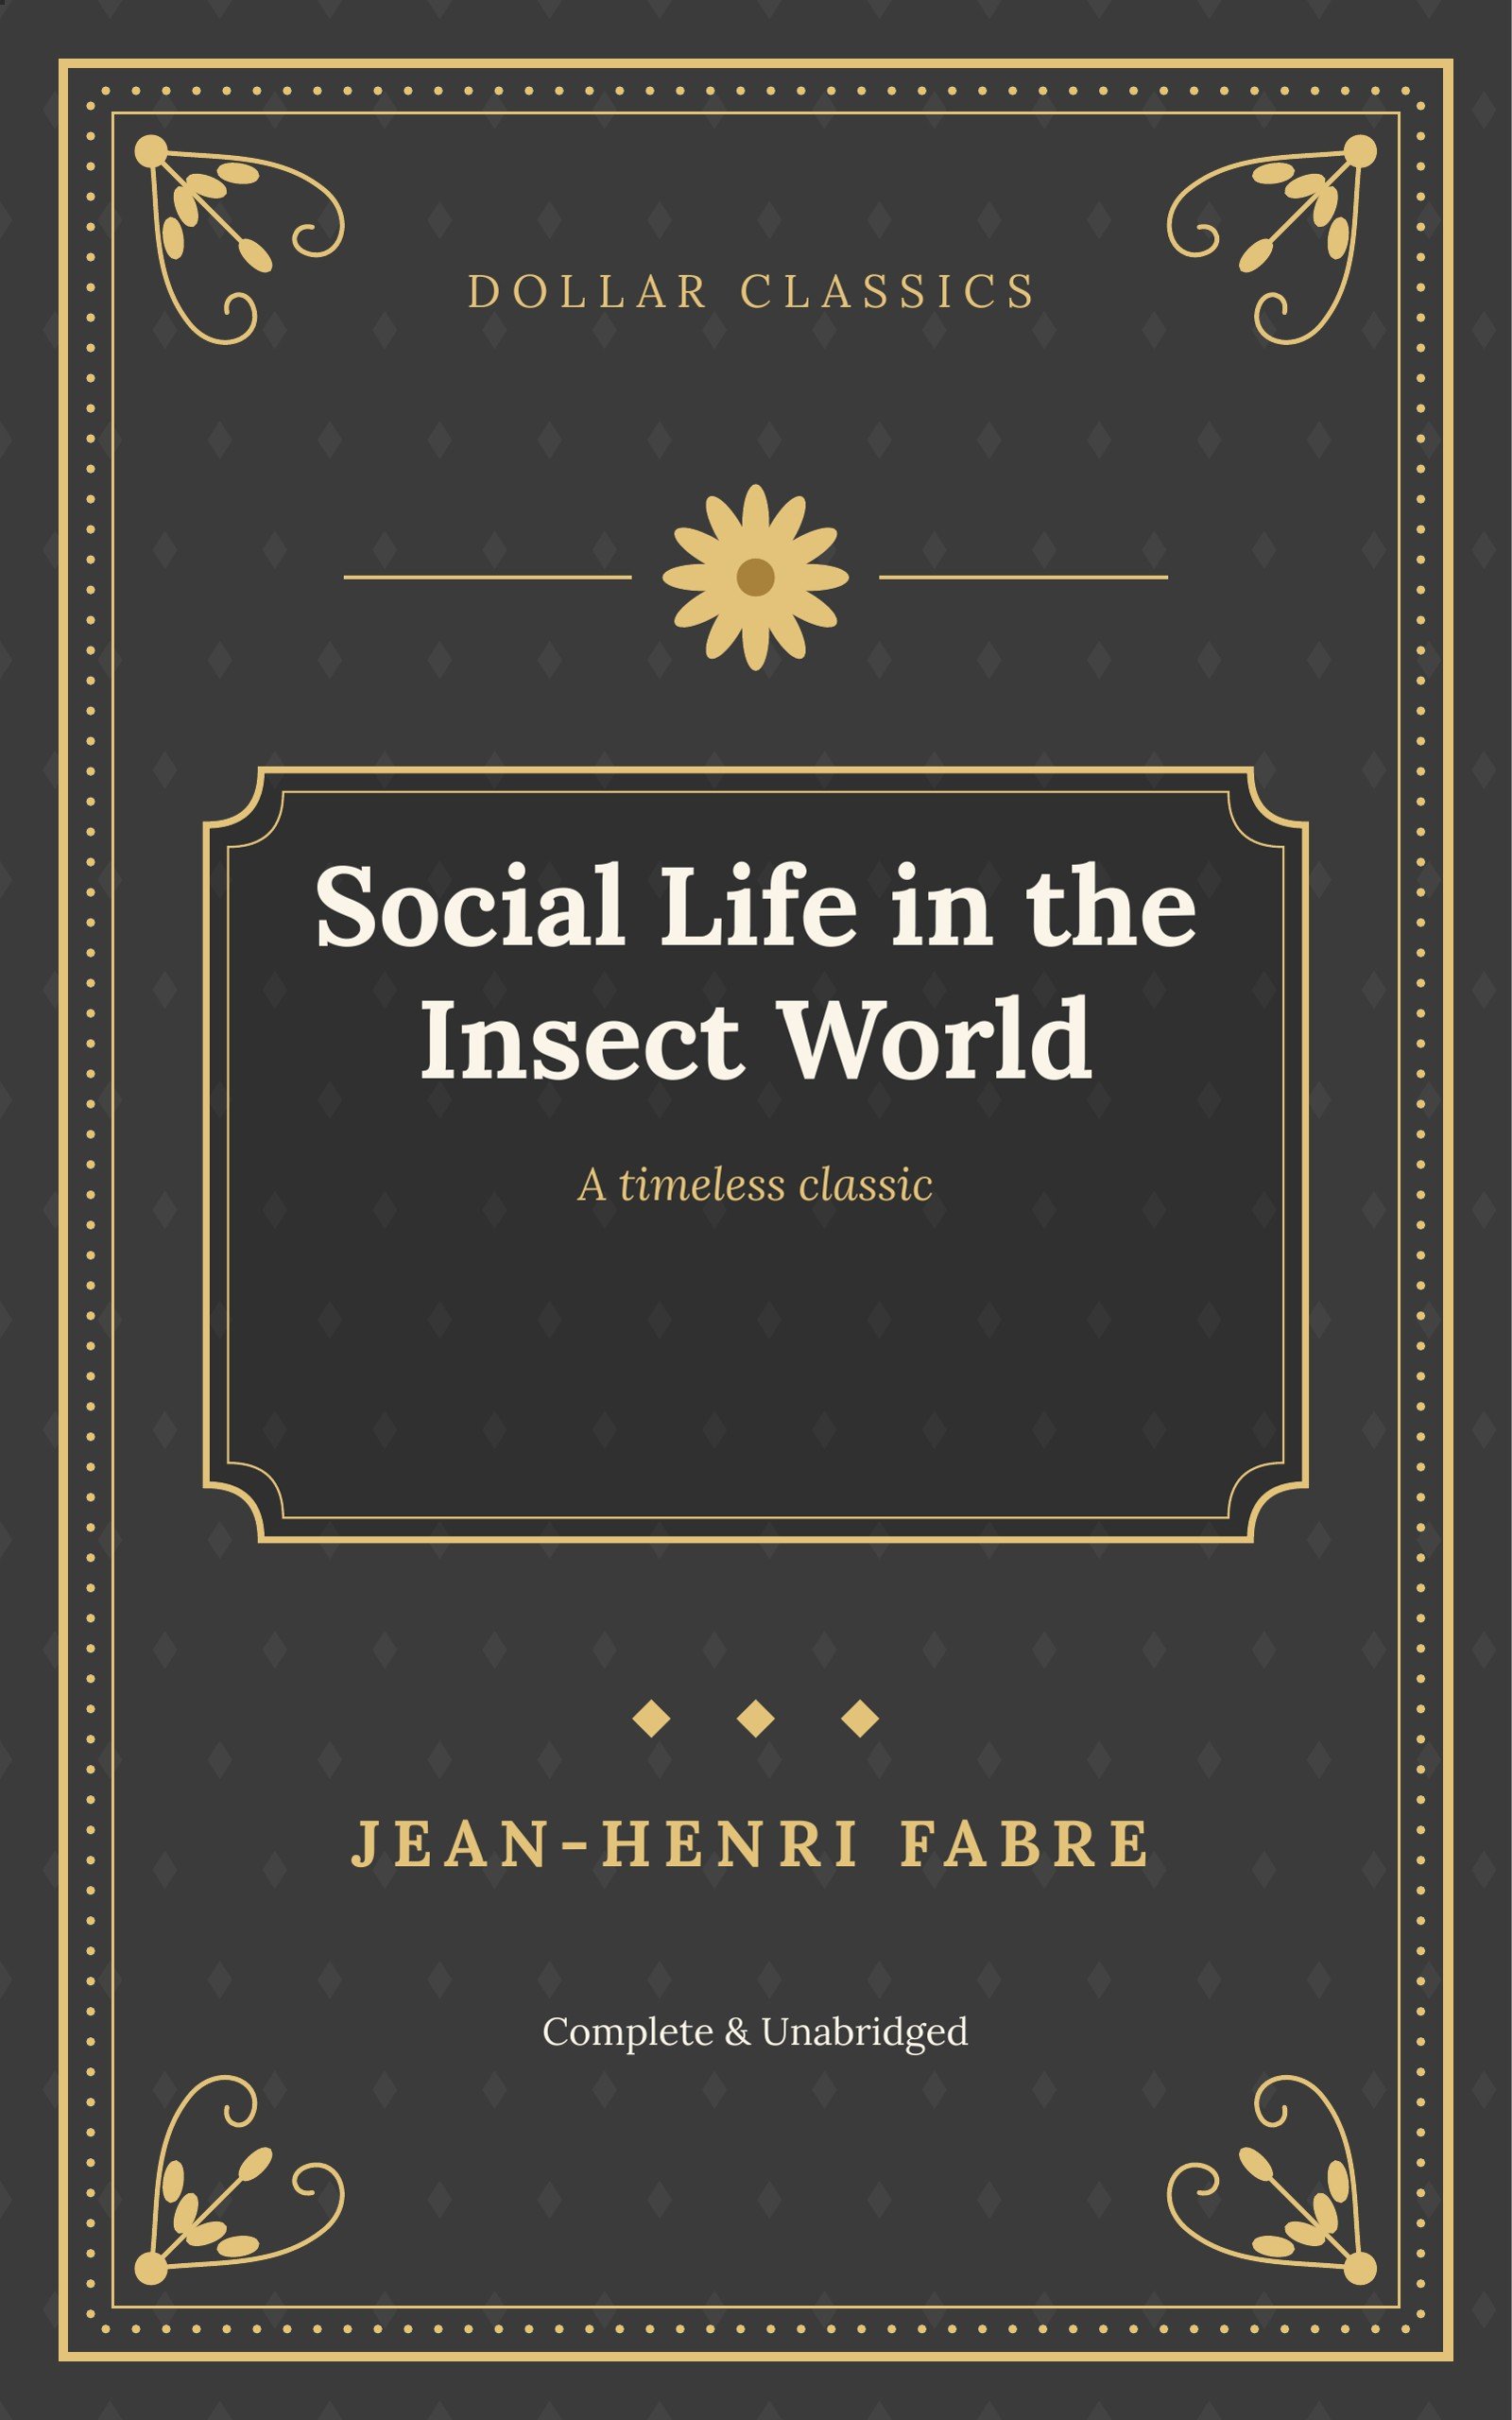 DOLLAR CLASSICS
Social Life in the
Insect World
A timeless classic
JEAN-HENRI FABRE
Complete & Unabridged